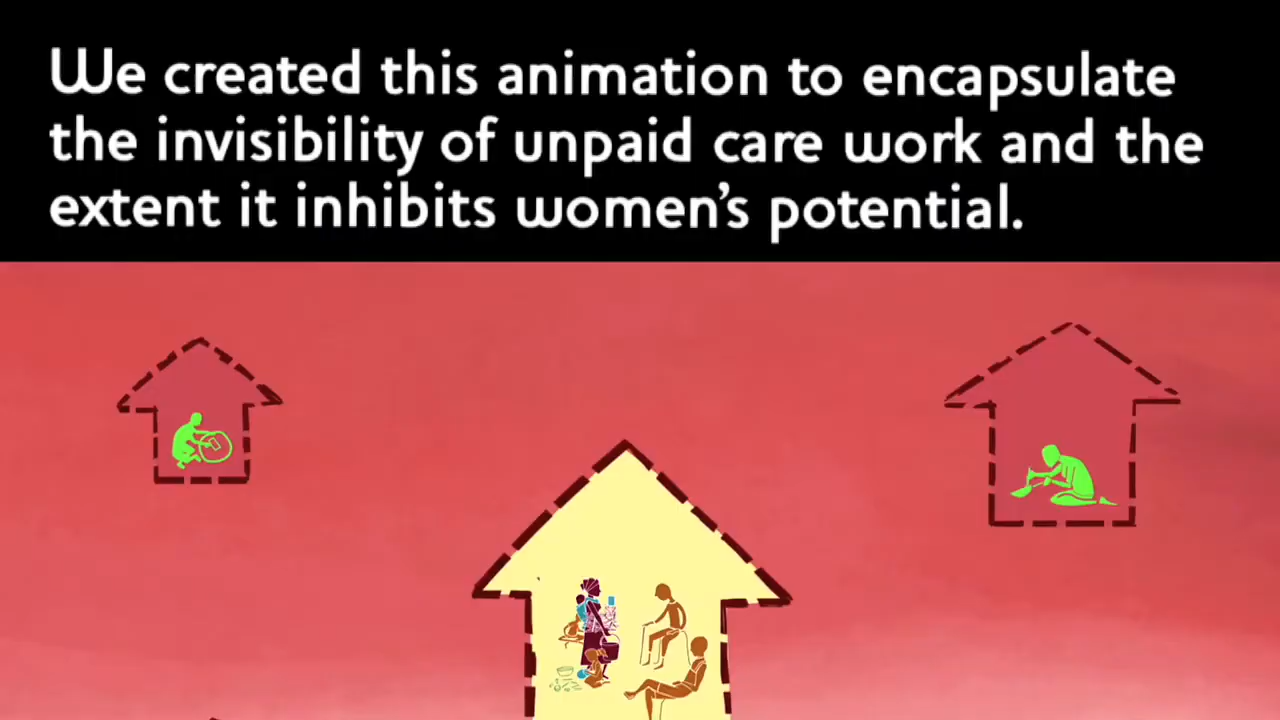 We created this animation to encapsulate
the invisibility of unpaid care work and the
extent it inhibits women’s potential.